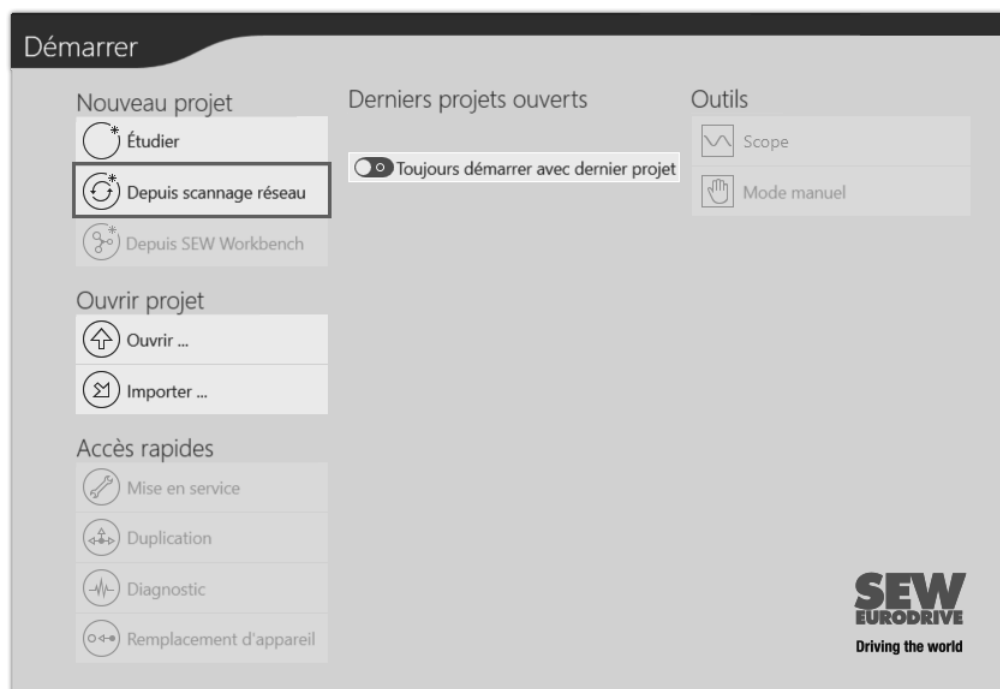 Démarrer
Nouveau projet
Étudier
Depuis scannage réseau
Depuis SEW Workbench
Ouvrir projet
Ouvrir ...
Importer ...
Accès rapides
Mise en service
Duplication
Diagnostic
Remplacement d'appareil
Derniers projets ouverts
Toujours démarrer avec dernier projet
Outils
Scope
Mode manuel
SEW
EURODRIVE
Driving the world